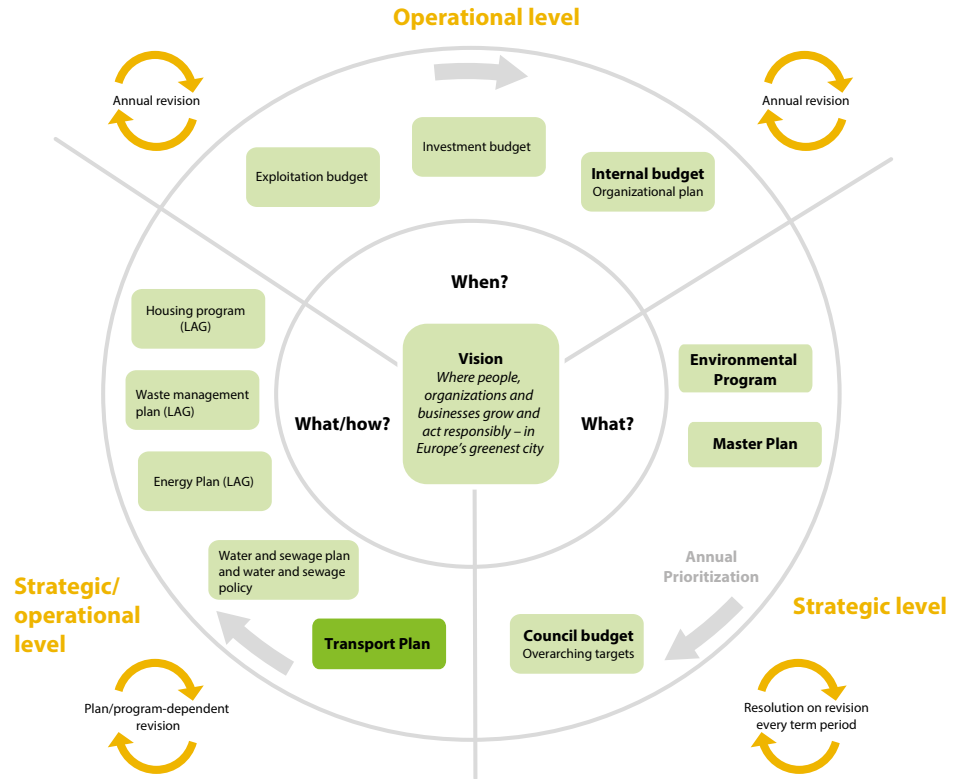 Operational level
Annual revision
Annual revision
Exploitation budget
Investment budget
Internal budget
Organizational plan
When?
Housing program
(LAG)
Waste management
plan (LAG)
Energy Plan (LAG)
What/how?
Vision
Where people,
organizations and
businesses grow and
act responsibly – in
Europe's greenest city
What?
Environmental
Program
Master Plan
Water and sewage plan
and water and sewage
policy
Transport Plan
Annual
Prioritization
Council budget
Overarching targets
Strategic/
operational
level
Strategic level
Plan/program-dependent
revision
Resolution on revision
every term period